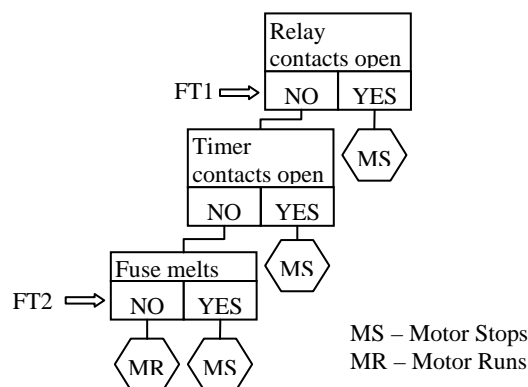 Relay
contacts open
FT1
NO YES
MS
Timer
contacts open
NO YES
MS
Fuse melts
FT2
NO YES
MR MS
MS – Motor Stops
MR – Motor Runs